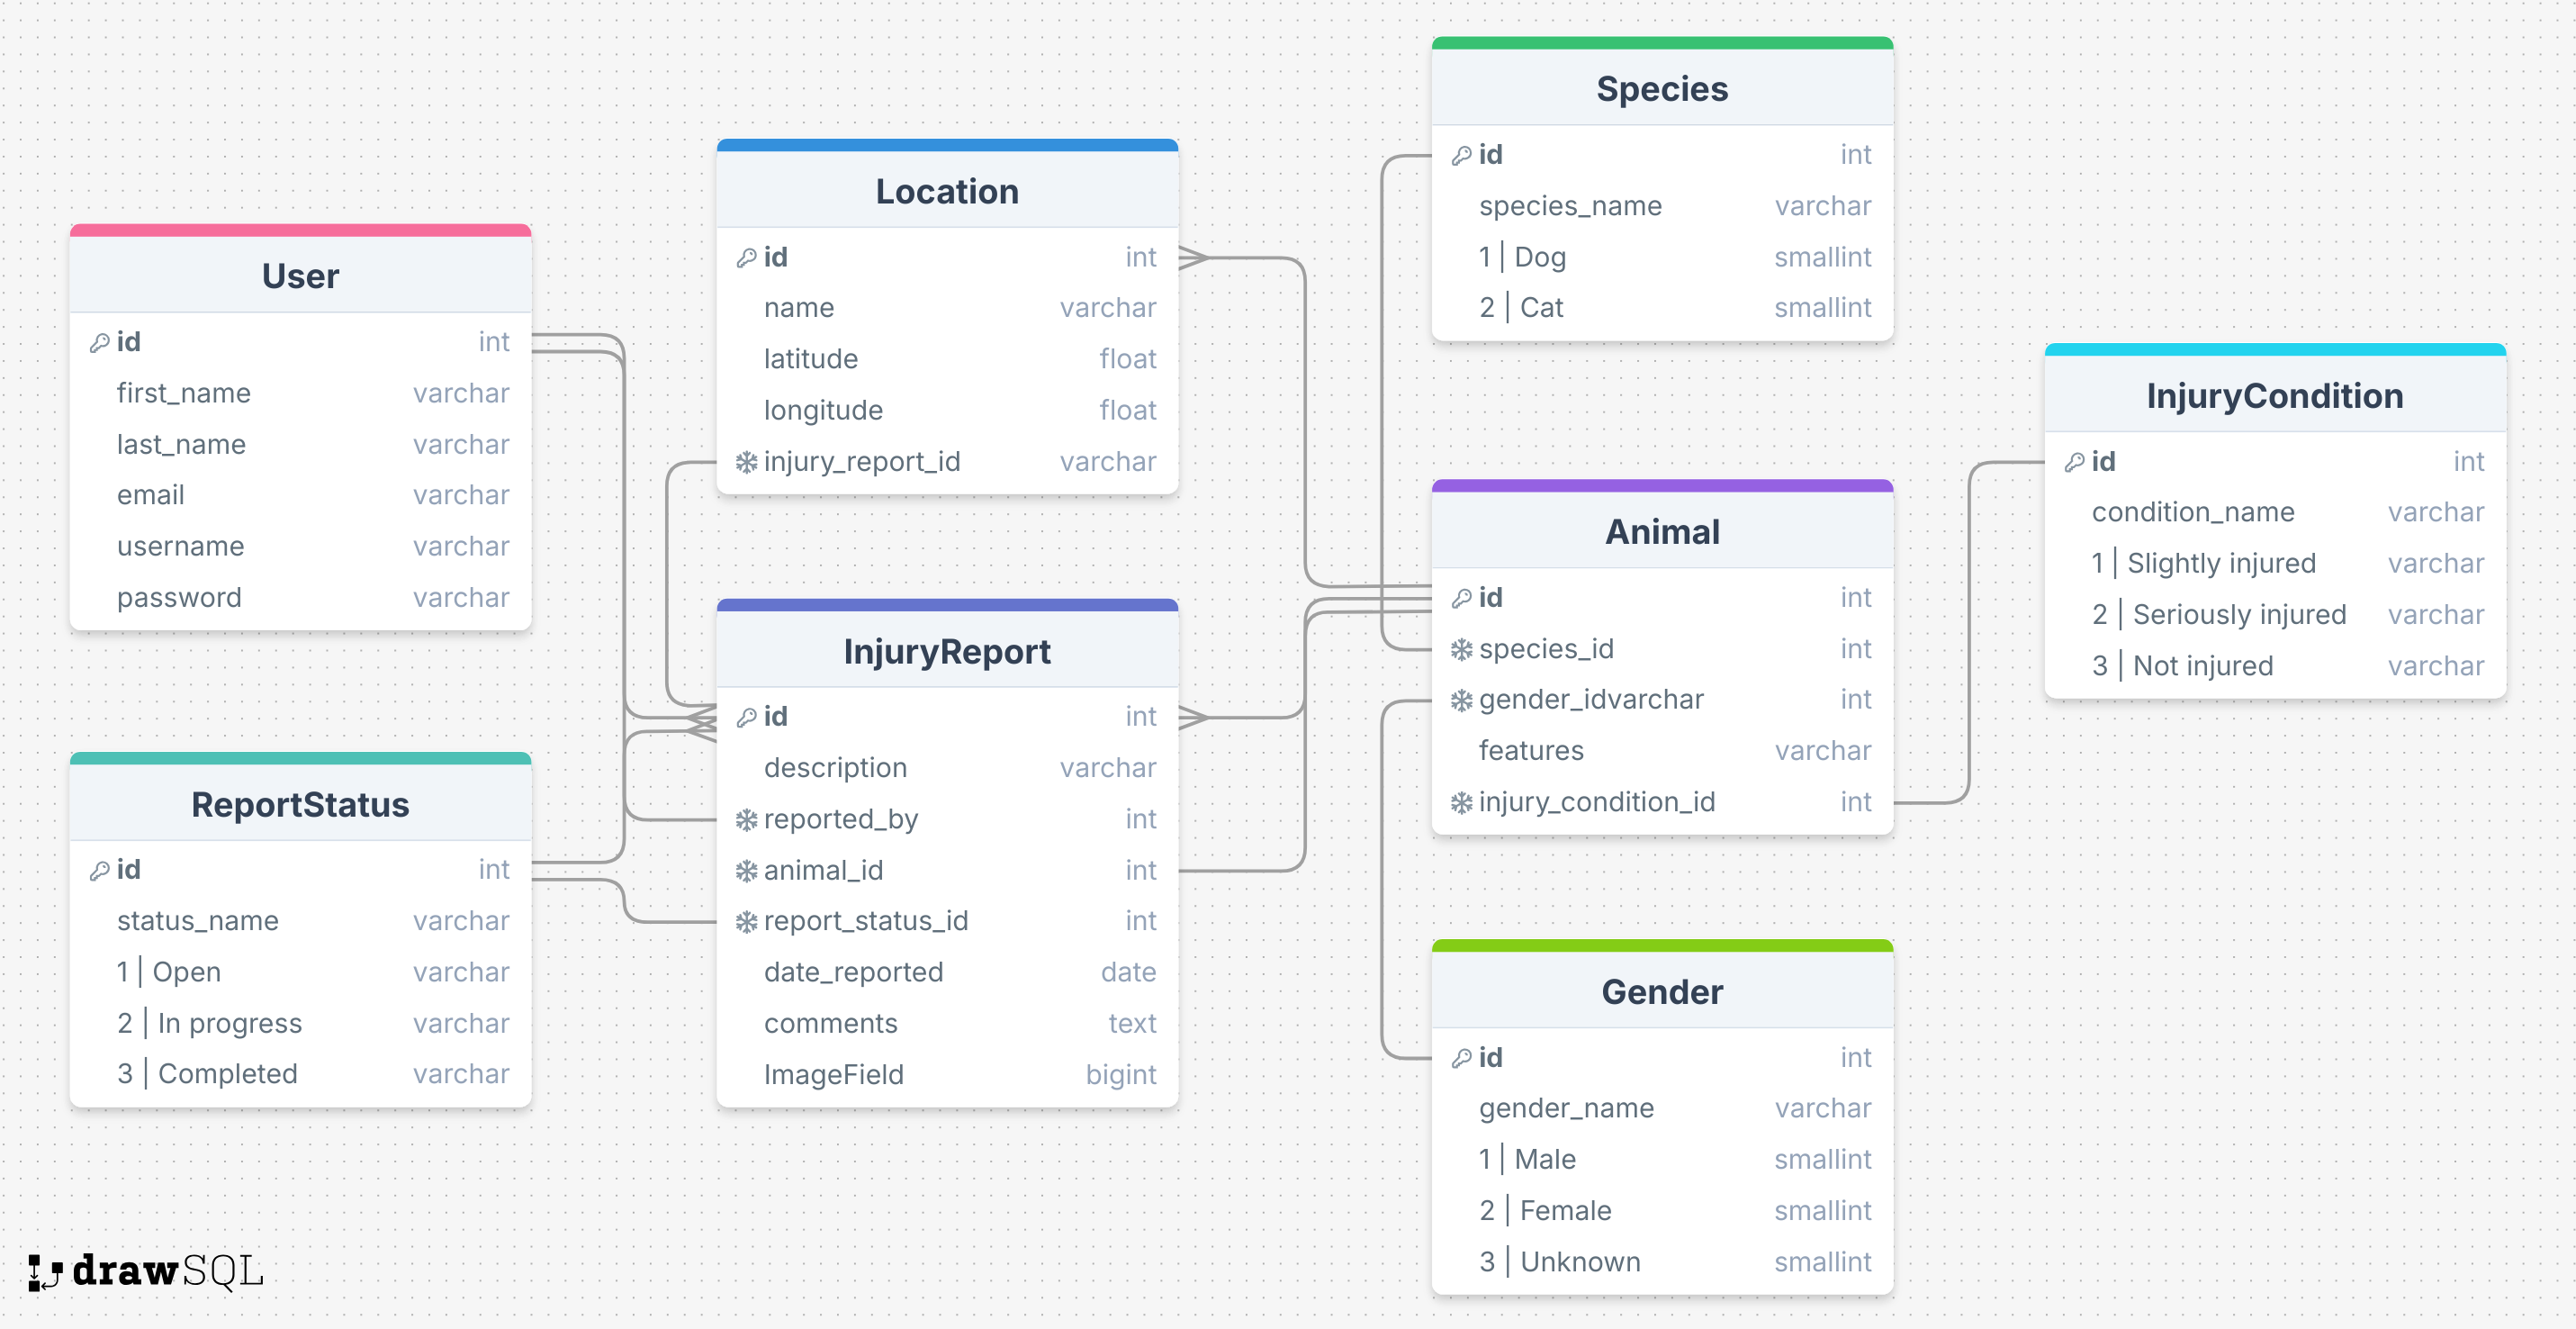 User
id int
first_name varchar
last_name varchar
email varchar
username varchar
password varchar
ReportStatus
id int
status_name varchar
1 | Open varchar
2 | In progress varchar
3 | Completed varchar
Location
id int
name varchar
latitude float
longitude float
injury_report_id varchar
InjuryReport
id int
description varchar
reported_by int
animal_id int
report_status_id int
date_reported date
comments text
ImageField bigint
Species
id int
species_name varchar
1 | Dog smallint
2 | Cat smallint
Animal
id int
species_id int
gender_idvarchar int
features varchar
injury_condition_id int
Gender
id int
gender_name varchar
1 | Male smallint
2 | Female smallint
3 | Unknown smallint
InjuryCondition
id int
condition_name varchar
1 | Slightly injured varchar
2 | Seriously injured varchar
3 | Not injured varchar
drawSQL